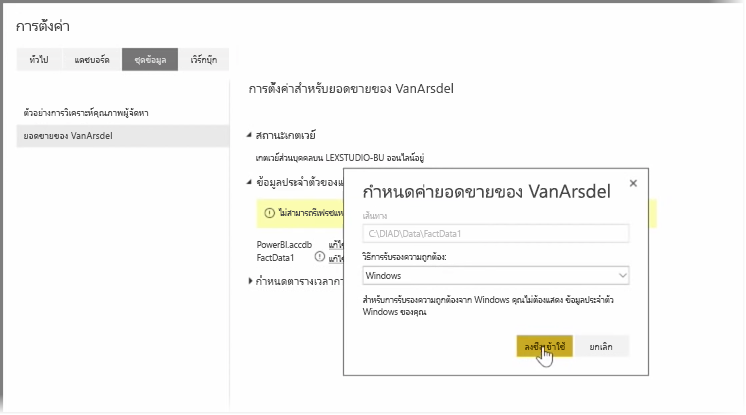 การตั้งค่า
ทั่วไป แดชบอร์ด ชุดข้อมูล เวิร์กบุ๊ก
ตัวอย่างการวิเคราะห์คุณภาพผู้จัดหา
ยอดขายของ VanArsdel
การตั้งค่าสำหรับยอดขายของ VanArsdel
สถานะเกตเวย์
เกตเวย์ส่วนบุคคลบน LEXSTUDIO-BU ออนไลน์อยู่
ข้อมูลประจำตัวของแ
ไม่สามารถรีเฟรชแห
PowerBI.accdb แก้ไข
FactData1 แก้ไข
กำหนดตารางเวลากา
กำหนดค่ายอดขายของ VanArsdel
เส้นทาง
C:\DIAD\Data\FactData1
วิธีการรับรองความถูกต้อง:
Windows
สำหรับการรับรองความถูกต้องจาก Windows คุณไม่ต้องแสดง ข้อมูลประจำตัว
Windows ของคุณ
ลงชื่อเข้าใช้ ยกเลิก